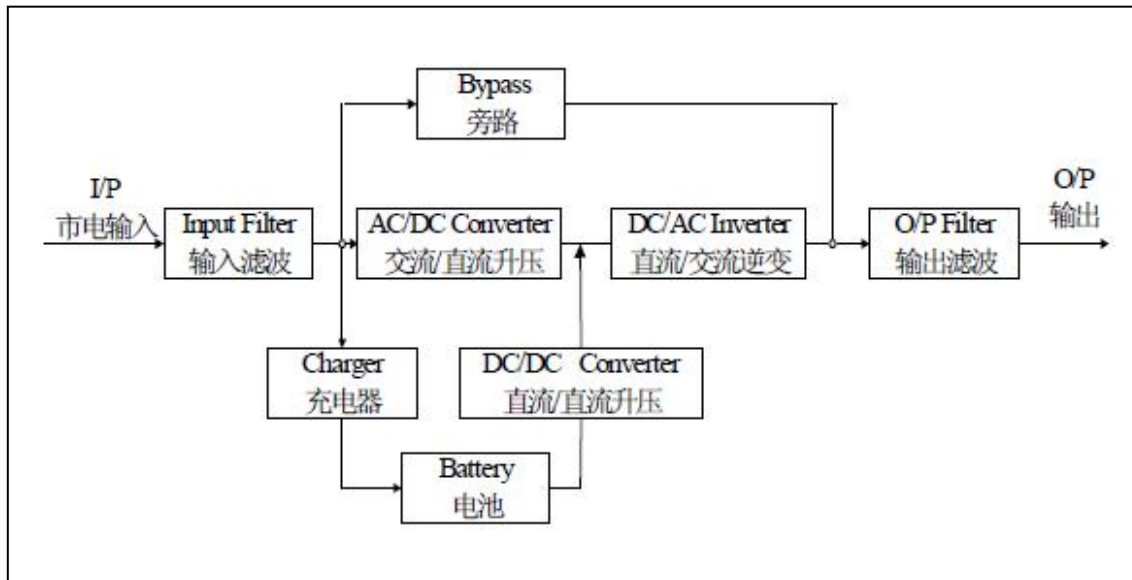 Bypass
旁路
I/P
市电输入
Input Filter
输入滤波
AC/DC Converter
交流/直流升压
DC/AC Inverter
直流/交流逆变
O/P Filter
输出滤波
O/P
输出
Charger
充电器
DC/DC Converter
直流/直流升压
Battery
电池